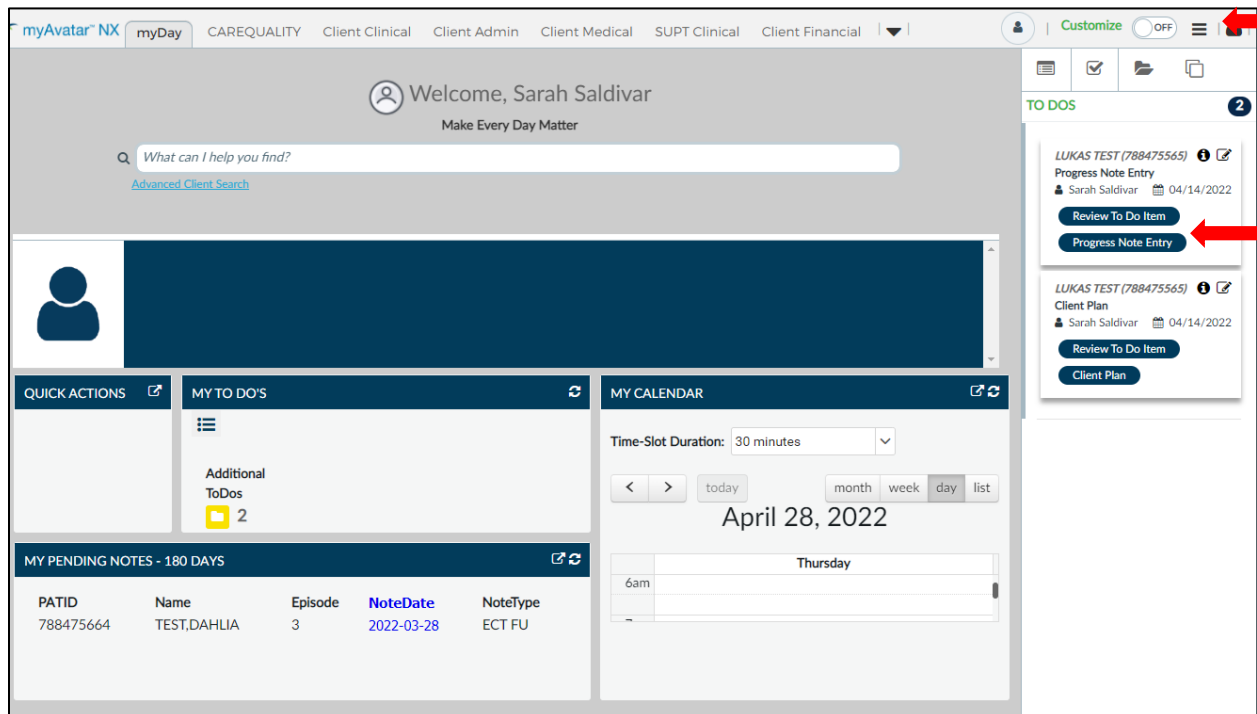 myAvatar™ NX myDay CAREQUALITY Client Clinical Client Admin Client Medical SUPT Clinical Client Financial Customize OFF
Welcome, Sarah Saldivar
Make Every Day Matter
What can I help you find?
Advanced Client Search
QUICK ACTIONS
MY TO DO'S
Additional
ToDos
2
MY PENDING NOTES - 180 DAYS
PATID Name Episode NoteDate NoteType
788475664 TEST,DAHLIA 3 2022-03-28 ECT FU
MY CALENDAR
Time-Slot Duration: 30 minutes
today month week day list
April 28, 2022
Thursday
6am
TO DOS 2
LUKAS TEST (788475565)
Progress Note Entry
Sarah Saldivar 04/14/2022
Review To Do Item
Progress Note Entry
LUKAS TEST (788475565)
Client Plan
Sarah Saldivar 04/14/2022
Review To Do Item
Client Plan